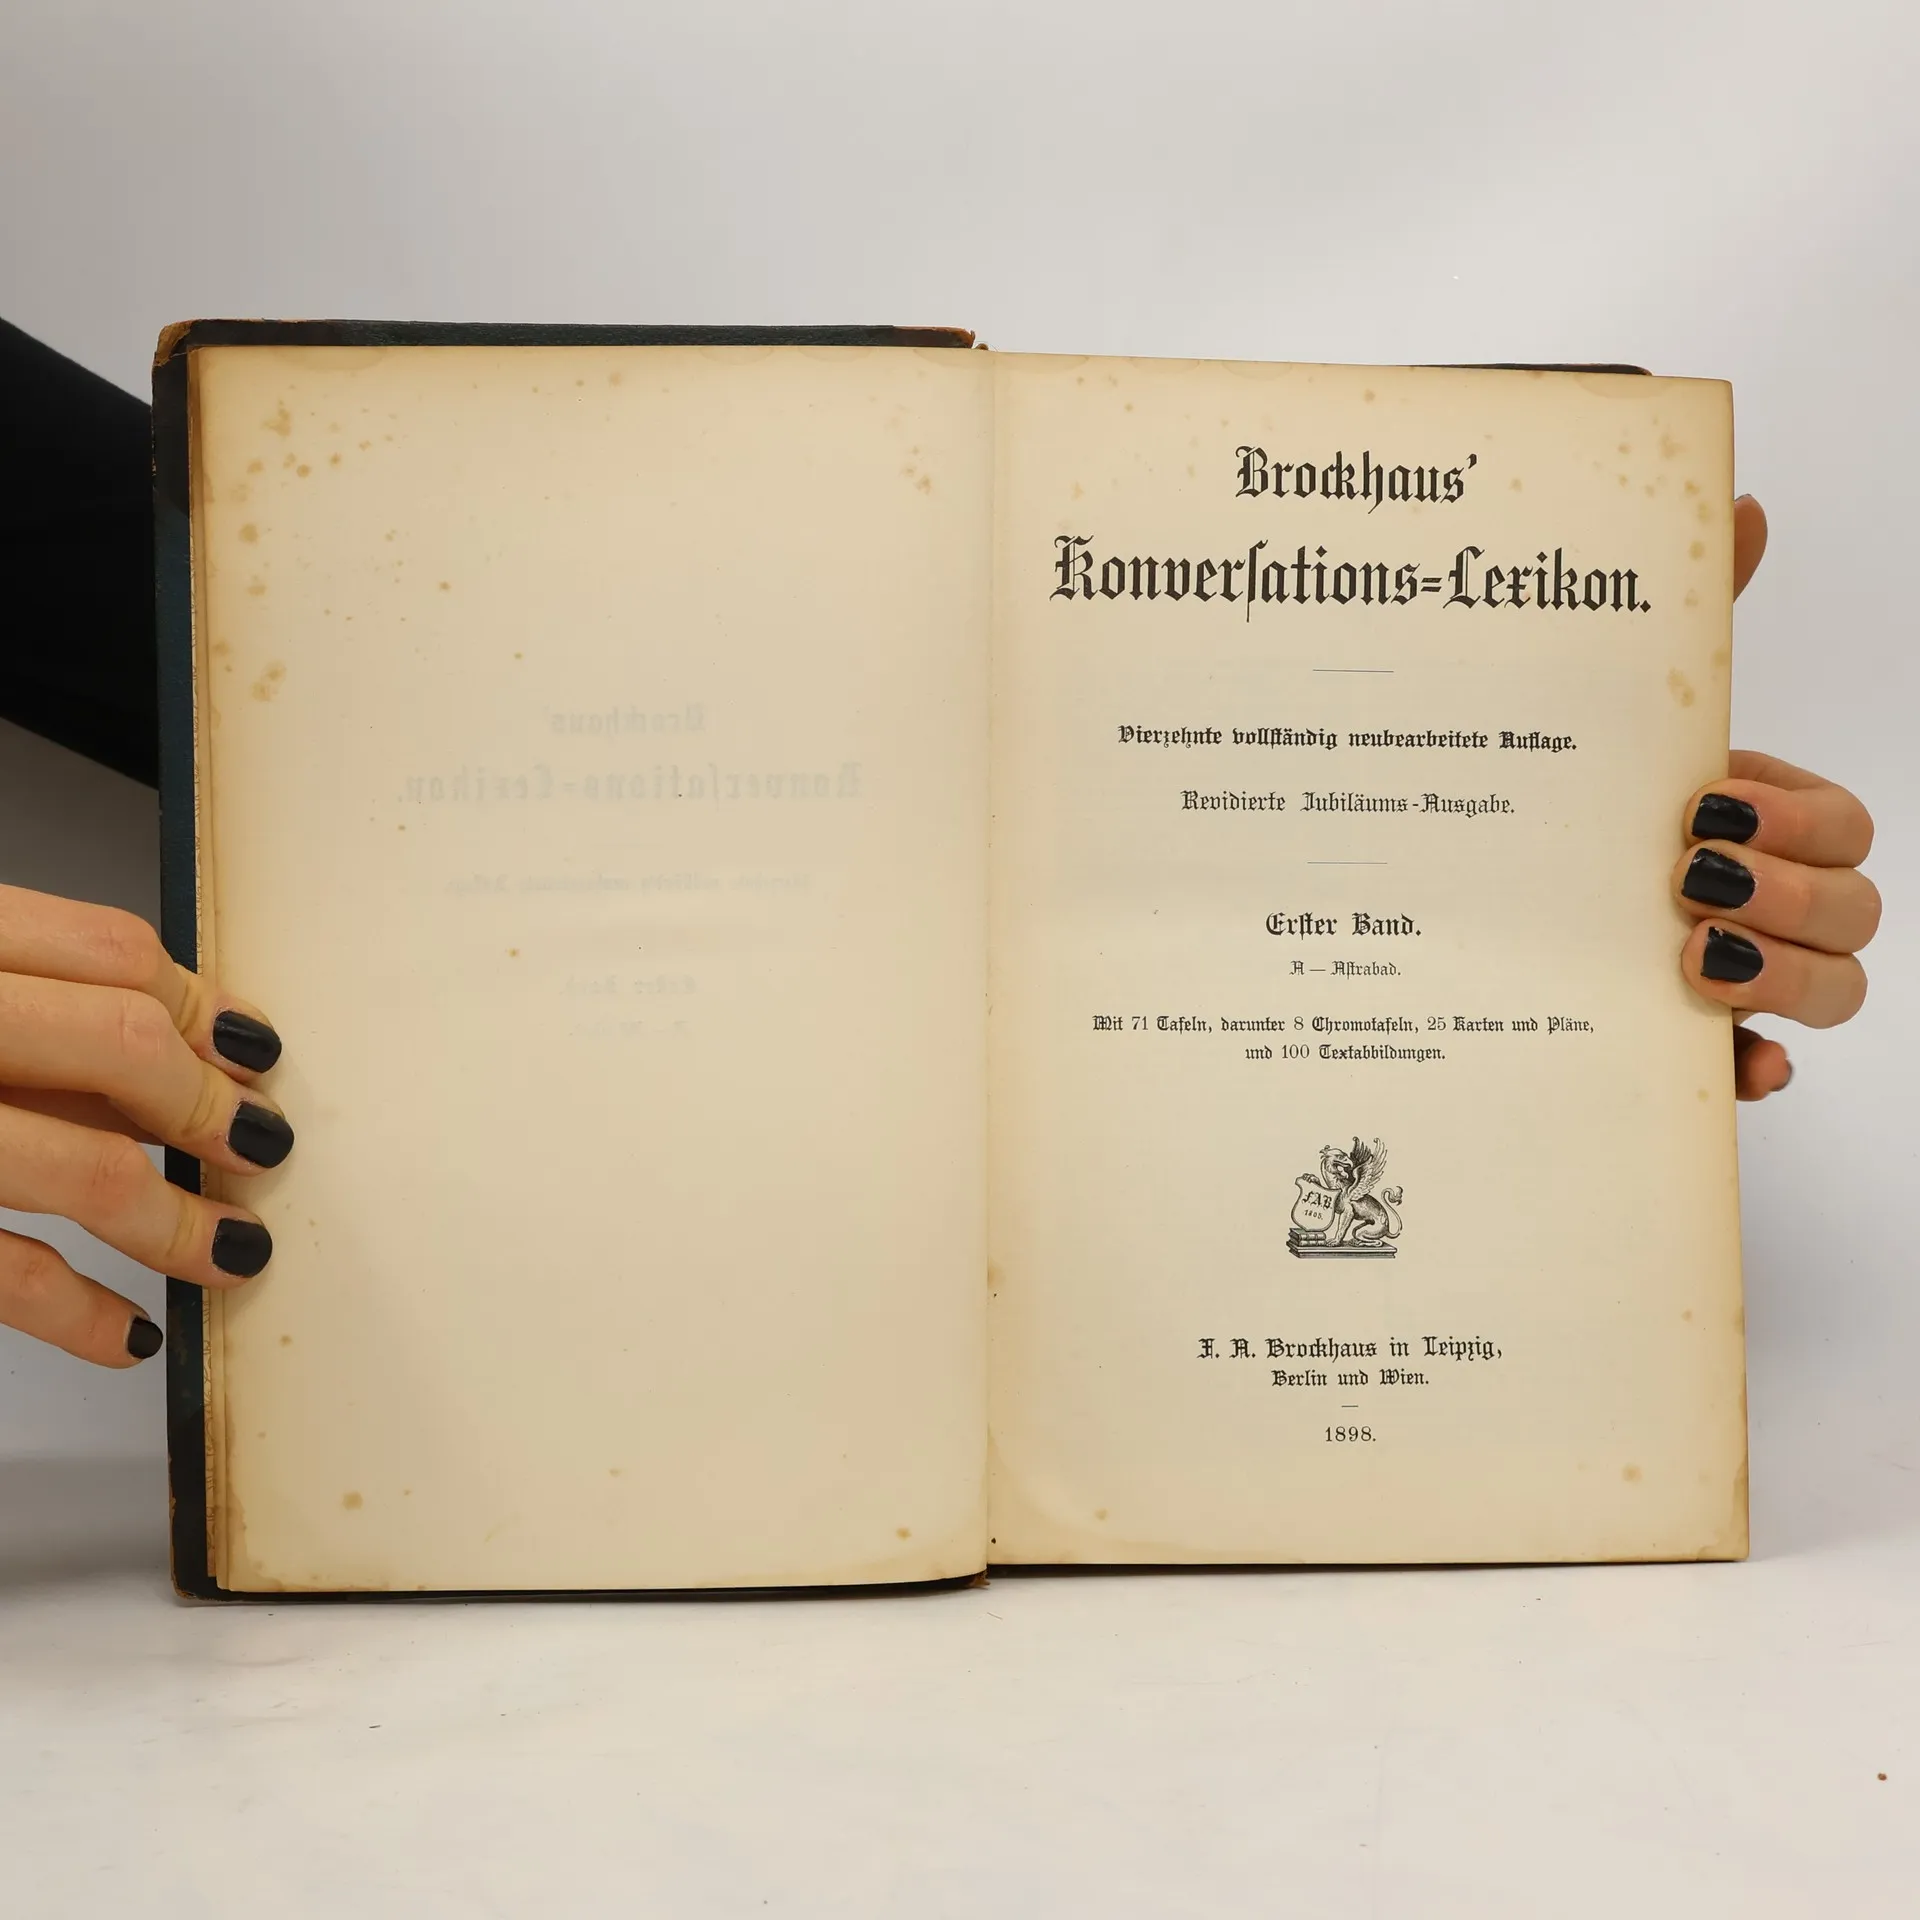 Brockhaus'
Konverſations=Lexikon.
Vierzehnte vollſtändig neubearbeitete Auflage.
Revidierte Jubiläums-Ausgabe.
Erſter Band.
A — Aſtrabad.
Mit 71 Tafeln, darunter 8 Chromotafeln, 25 Karten und Pläne,
und 100 Textabbildungen.
F.A.B.
1805.
F. A. Brockhaus in Leipzig,
Berlin und Wien.
1898.